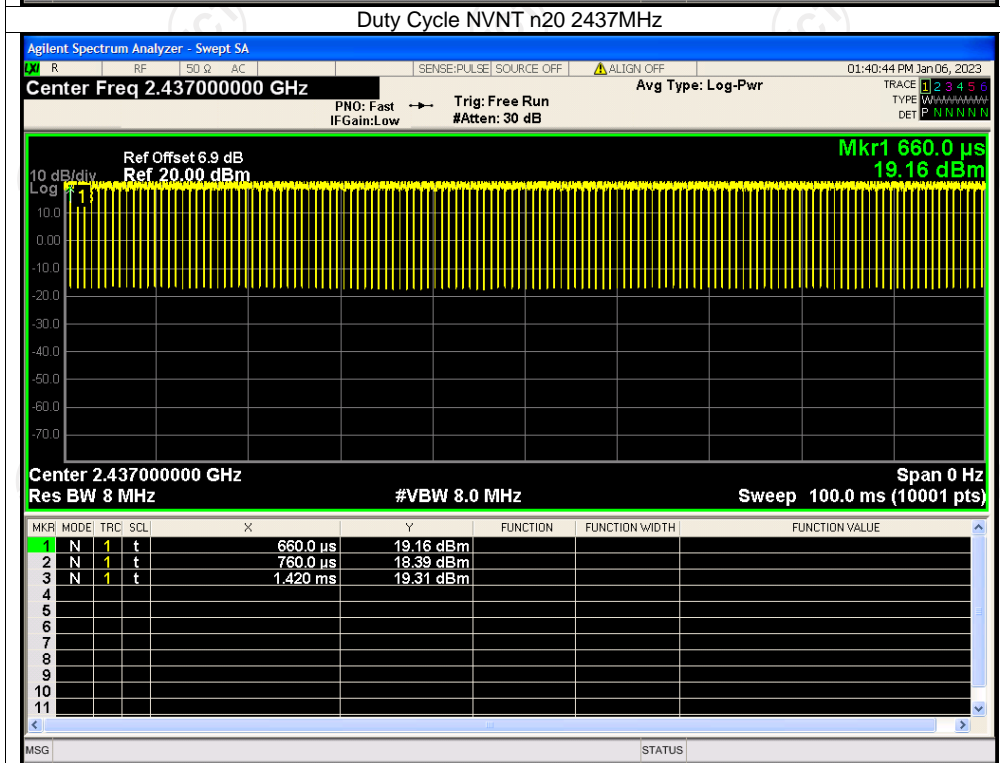 Duty Cycle NVNT n20 2437MHz
Agilent Spectrum Analyzer - Swept SA
LXI R RF 50 Ω AC SENSE:PULSE SOURCE OFF ALIGN OFF 01:40:44 PM Jan 06, 2023
Center Freq 2.437000000 GHz
PNO: Fast
IFGain:Low
Trig: Free Run
#Atten: 30 dB
Avg Type: Log-Pwr
TRACE 1 2 3 4 5 6
TYPE W
DET P N N N N N
Ref Offset 6.9 dB
10 dB/div Ref 20.00 dBm
Log
Mkr1 660.0 µs
19.16 dBm
1
10.0
0.00
-10.0
-20.0
-30.0
-40.0
-50.0
-60.0
-70.0
Center 2.437000000 GHz Span 0 Hz
Res BW 8 MHz #VBW 8.0 MHz Sweep 100.0 ms (10001 pts)
MKR MODE TRC SCL X Y FUNCTION FUNCTION WIDTH FUNCTION VALUE
1 N 1 t 660.0 µs 19.16 dBm
2 N 1 t 760.0 µs 18.39 dBm
3 N 1 t 1.420 ms 19.31 dBm
4
5
6
7
8
9
10
11
MSG STATUS